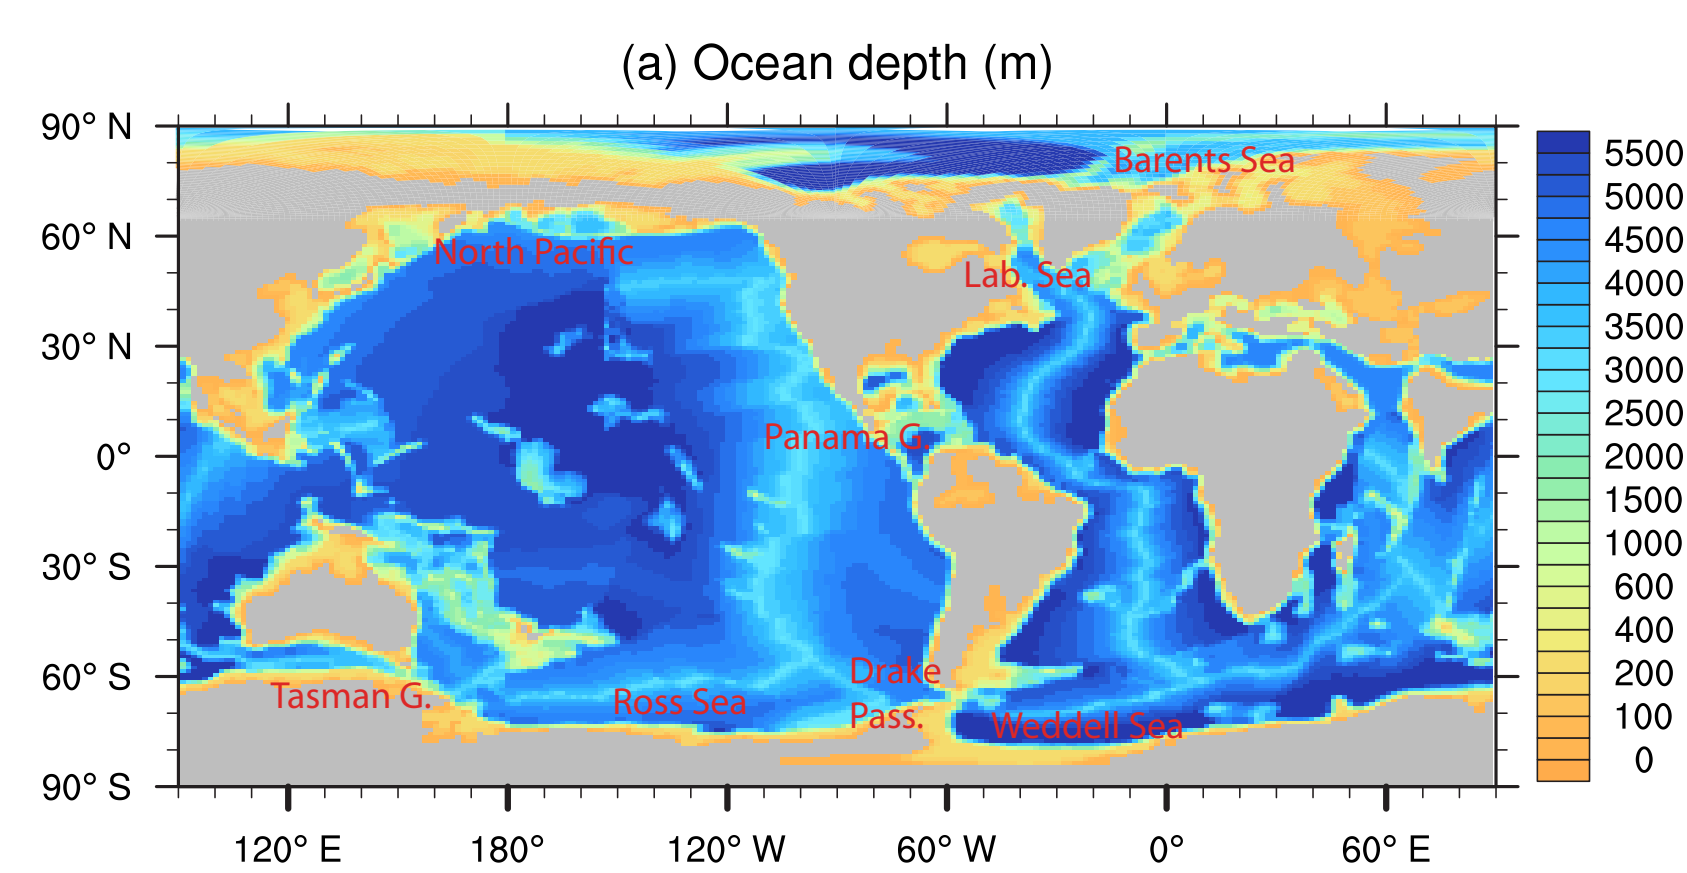 (a) Ocean depth (m)
90° N
60° N
30° N
0°
30° S
60° S
90° S
Barents Sea
North Pacific
Lab. Sea
Panama G.
Drake
Pass.
Tasman G.
Ross Sea
Weddell Sea
120° E
180°
120° W
60° W
0°
60° E
5500
5000
4500
4000
3500
3000
2500
2000
1500
1000
600
400
200
100
0